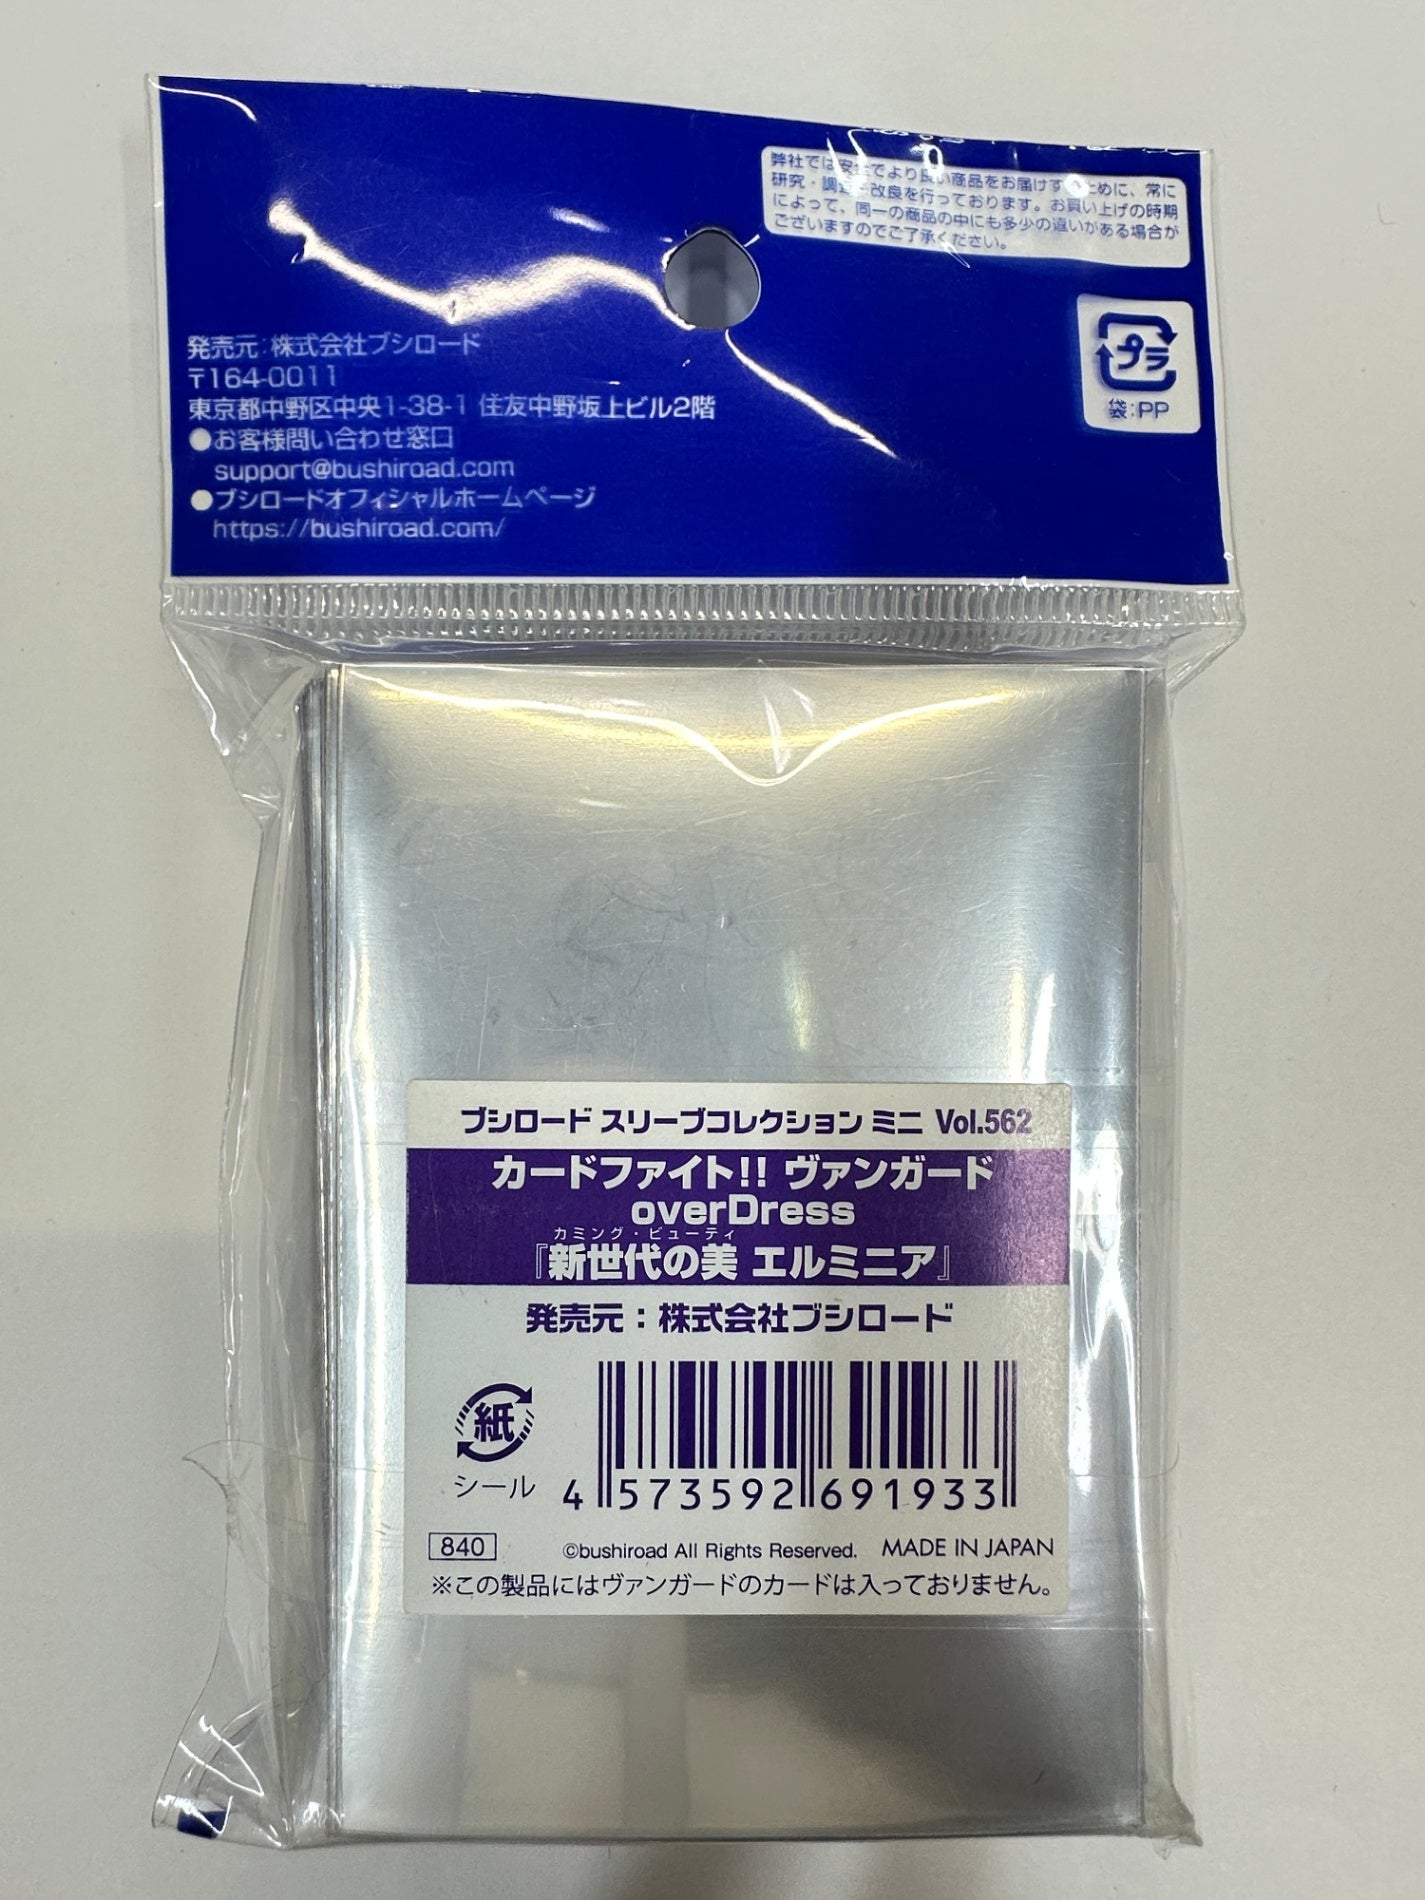 弊社では安全でより良い商品をお届けするために、常に
研究・調査・改良を行っております。お買い上げの時期
によって、同一の商品の中にも多少の違いがある場合が
ございますのでご了承ください。
プラ
袋:PP
発売元:株式会社ブシロード
〒164-0011
東京都中野区中央1-38-1 住友中野坂上ビル2階
●お客様問い合わせ窓口
support@bushiroad.com
●ブシロードオフィシャルホームページ
https://bushiroad.com/
ブシロード スリーブコレクション ミニ Vol.562
カードファイト!! ヴァンガード
overDress
カミング・ビューティ
『新世代の美 エルミニア』
発売元：株式会社ブシロード
紙
シール
4 573592 691933
840
©bushiroad All Rights Reserved. MADE IN JAPAN
※この製品にはヴァンガードのカードは入っておりません。